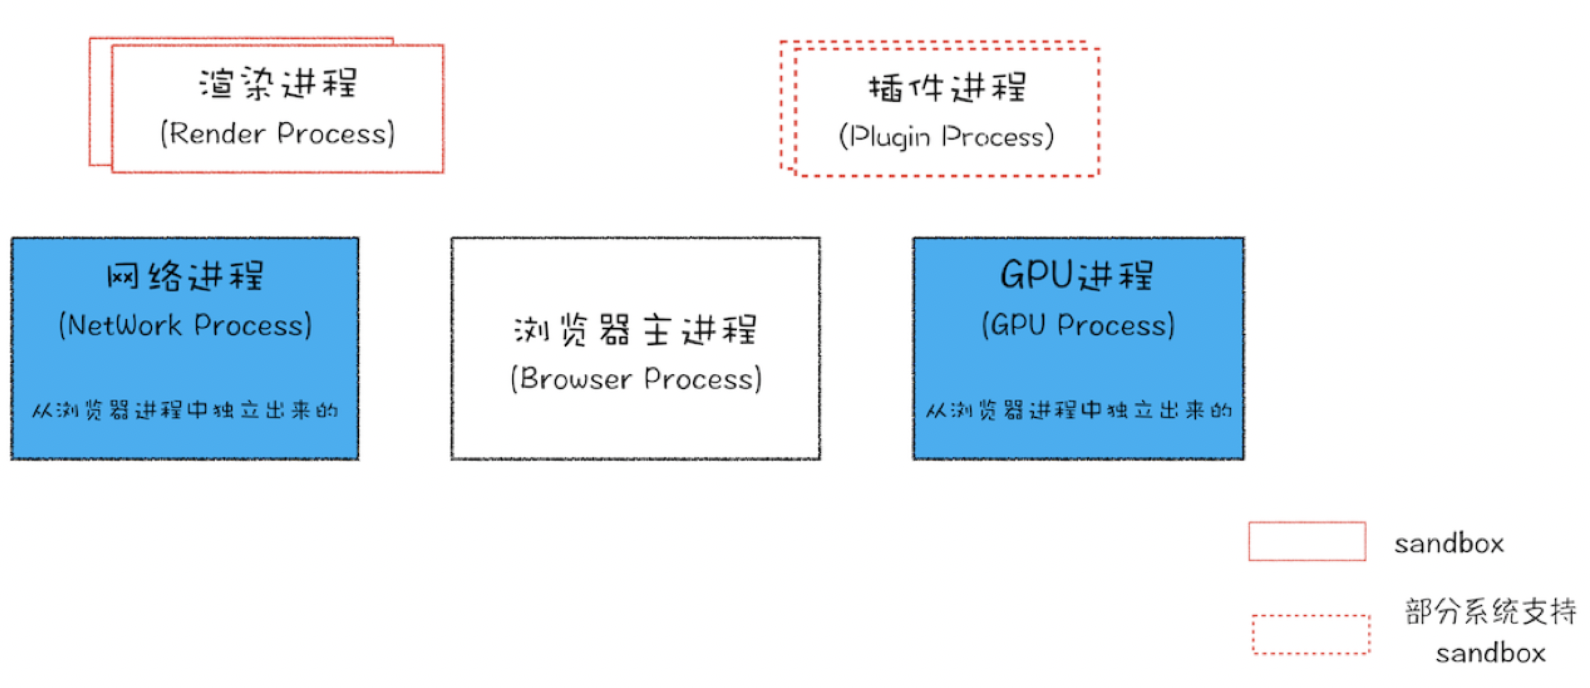 渲染进程
(Render Process)
插件进程
(Plugin Process)
网络进程
(NetWork Process)
从浏览器进程中独立出来的
浏览器主进程
(Browser Process)
GPU进程
(GPU Process)
从浏览器进程中独立出来的
sandbox
部分系统支持
sandbox